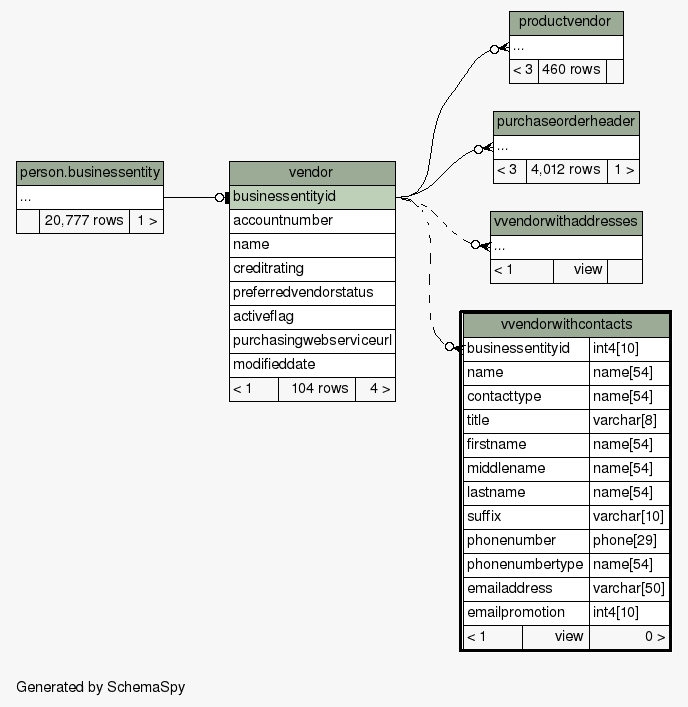 productvendor
...
< 3 460 rows
purchaseorderheader
...
< 3 4,012 rows 1 >
person.businessentity
...
20,777 rows 1 >
vendor
businessentityid
accountnumber
name
creditrating
preferredvendorstatus
activeflag
purchasingwebserviceurl
modifieddate
< 1 104 rows 4 >
vvendorwithaddresses
...
< 1 view
vvendorwithcontacts
businessentityid int4[10]
name name[54]
contacttype name[54]
title varchar[8]
firstname name[54]
middlename name[54]
lastname name[54]
suffix varchar[10]
phonenumber phone[29]
phonenumbertype name[54]
emailaddress varchar[50]
emailpromotion int4[10]
< 1 view 0 >
Generated by SchemaSpy